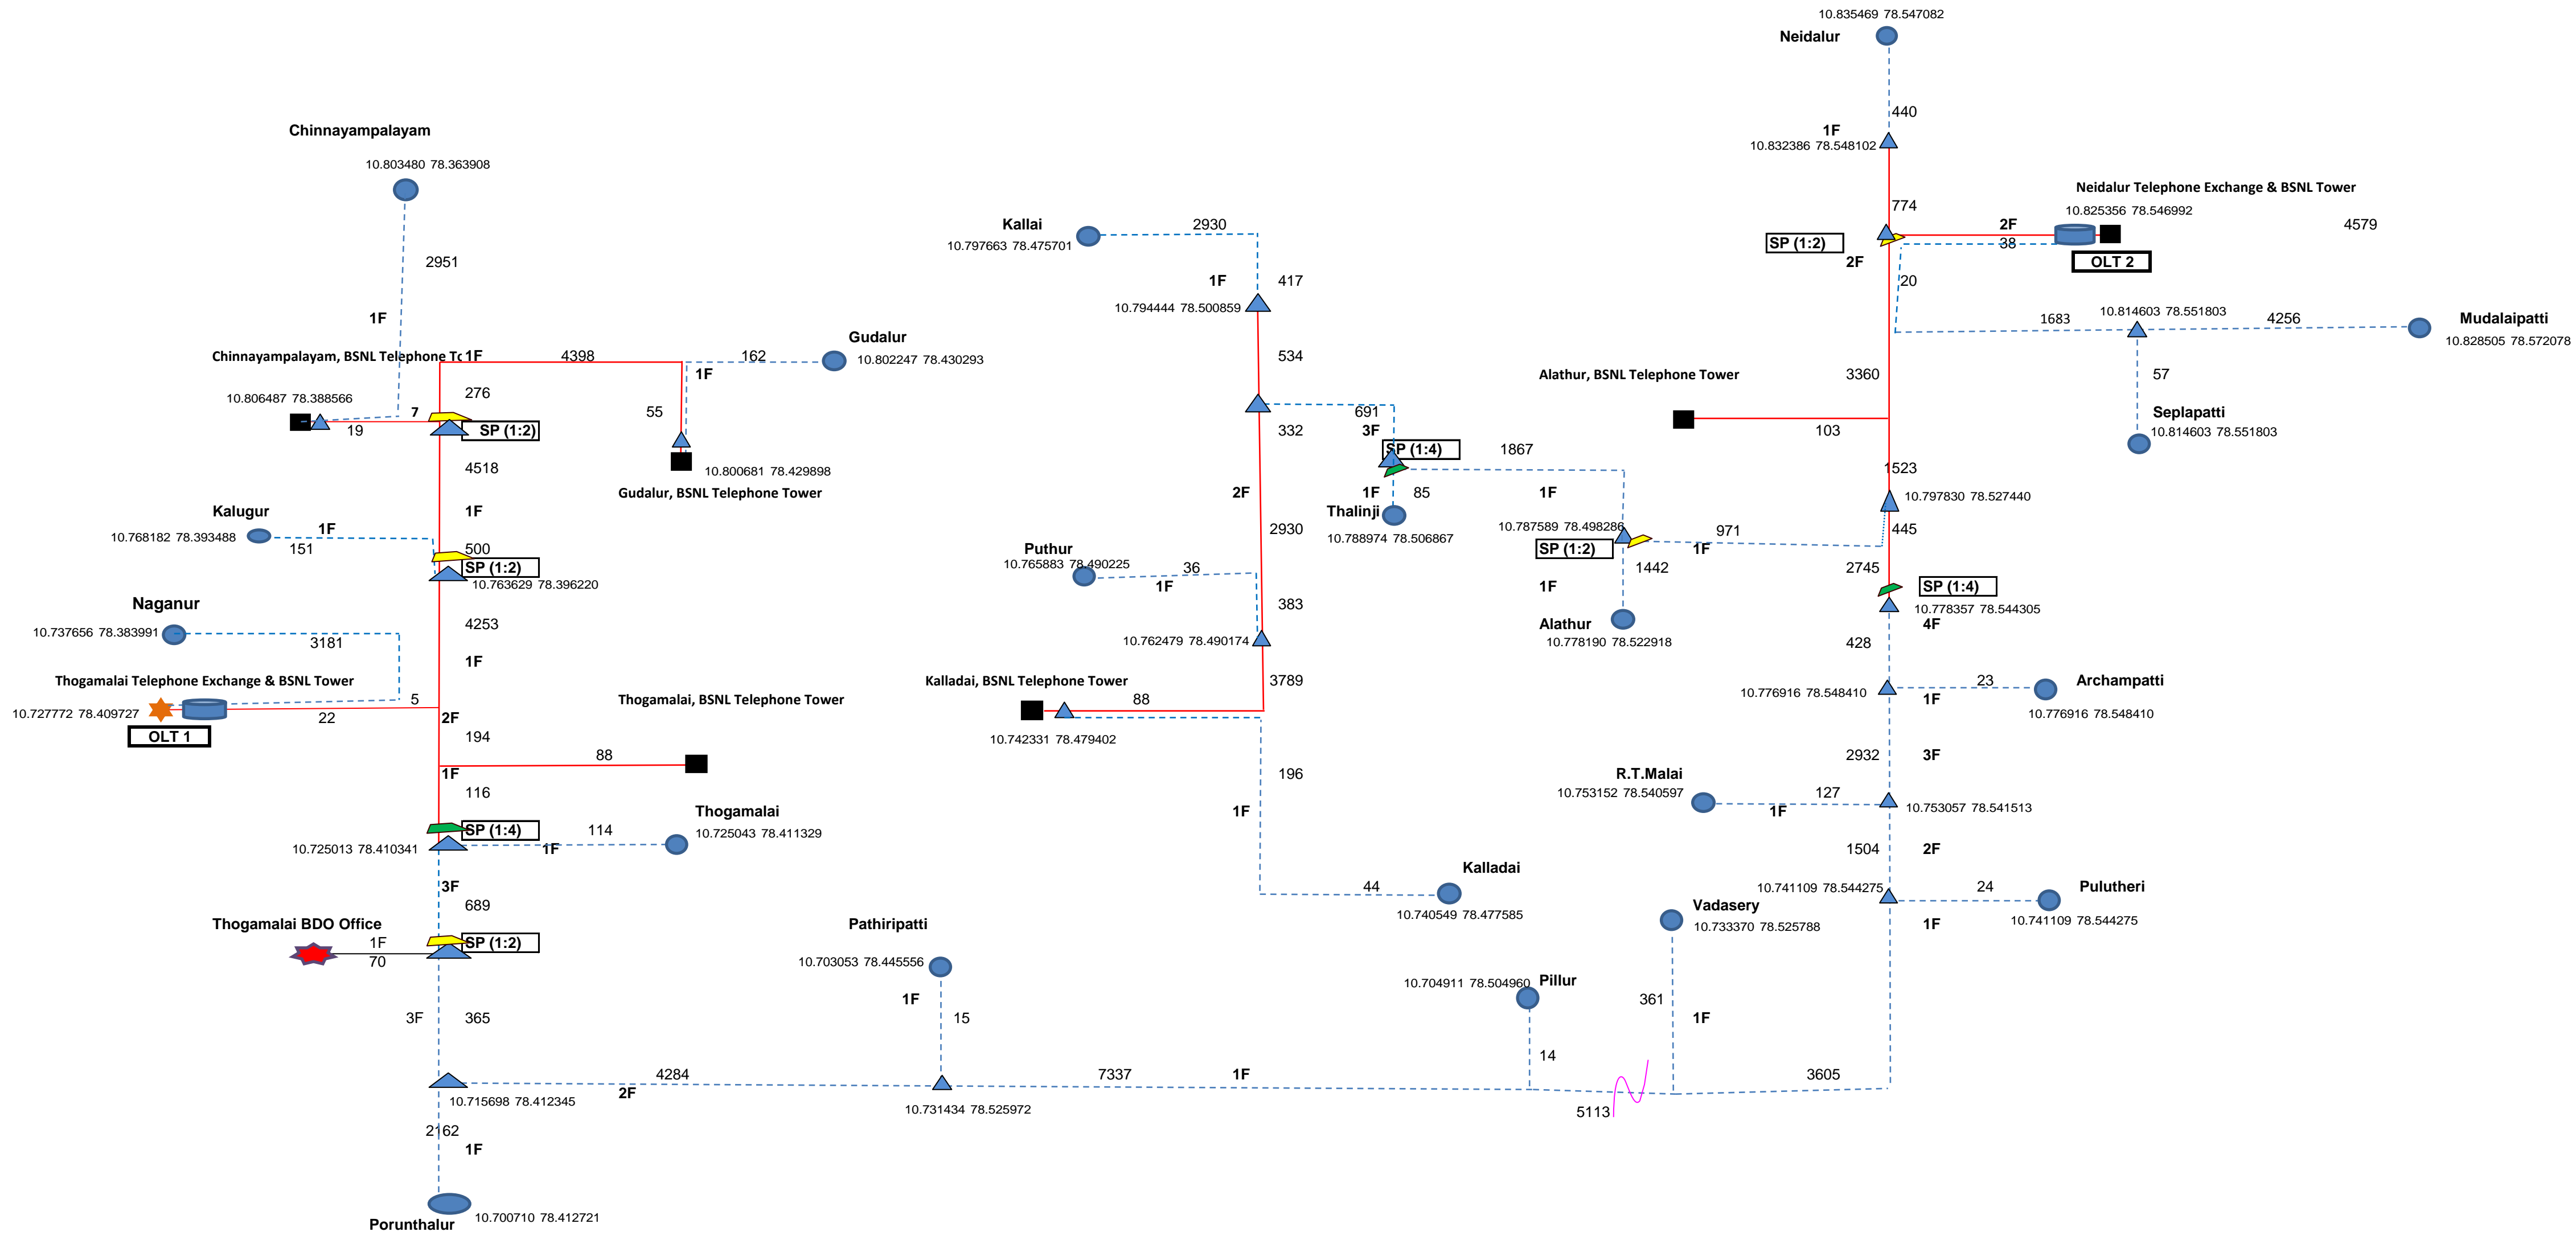 10.835469 78.547082
Neidalur
440
1F
10.832386 78.548102
774
Neidalur Telephone Exchange & BSNL Tower
10.825356 78.546992
2F
38
4579
SP (1:2)
2F
20
OLT 2
10.814603 78.551803
1683
4256
Mudalaipatti
10.828505 78.572078
57
Seplapatti
10.814603 78.551803
3360
Alathur, BSNL Telephone Tower
103
1523
10.797830 78.527440
445
2745
SP (1:4)
10.778357 78.544305
4F
428
10.776916 78.548410
23
1F
Archampatti
10.776916 78.548410
2932
3F
R.T.Malai
10.753152 78.540597
127
1F
10.753057 78.541513
1504
2F
10.741109 78.544275
24
1F
Pulutheri
10.741109 78.544275
Vadasery
10.733370 78.525788
361
1F
3605
Pillur
10.704911 78.504960
14
5113
Chinnayampalayam
10.803480 78.363908
2951
1F
Chinnayampalayam, BSNL Telephone To
1F
4398
162
Gudalur
10.802247 78.430293
1F
276
10.806487 78.388566
7
19
SP (1:2)
55
10.800681 78.429898
Gudalur, BSNL Telephone Tower
4518
1F
Kalugur
10.768182 78.393488
1F
151
500
SP (1:2)
10.763629 78.396220
Naganur
10.737656 78.383991
3181
4253
1F
Thogamalai Telephone Exchange & BSNL Tower
10.727772 78.409727
5
22
OLT 1
2F
194
Thogamalai, BSNL Telephone Tower
88
1F
116
SP (1:4)
10.725013 78.410341
114
1F
Thogamalai
10.725043 78.411329
3F
689
Thogamalai BDO Office
1F
70
SP (1:2)
3F
365
10.715698 78.412345
4284
2F
2162
1F
Porunthalur
10.700710 78.412721
Pathiripatti
10.703053 78.445556
1F
15
10.731434 78.525972
7337
1F
Kallai
10.797663 78.475701
2930
1F
417
10.794444 78.500859
534
691
3F
332
SP (1:4)
1867
1F
85
Thalinji
10.788974 78.506867
1F
10.787589 78.498286
SP (1:2)
971
1F
1F
1442
Alathur
10.778190 78.522918
2F
2930
Puthur
10.765883 78.490225
36
1F
383
10.762479 78.490174
Kalladai, BSNL Telephone Tower
88
3789
10.742331 78.479402
196
1F
44
Kalladai
10.740549 78.477585